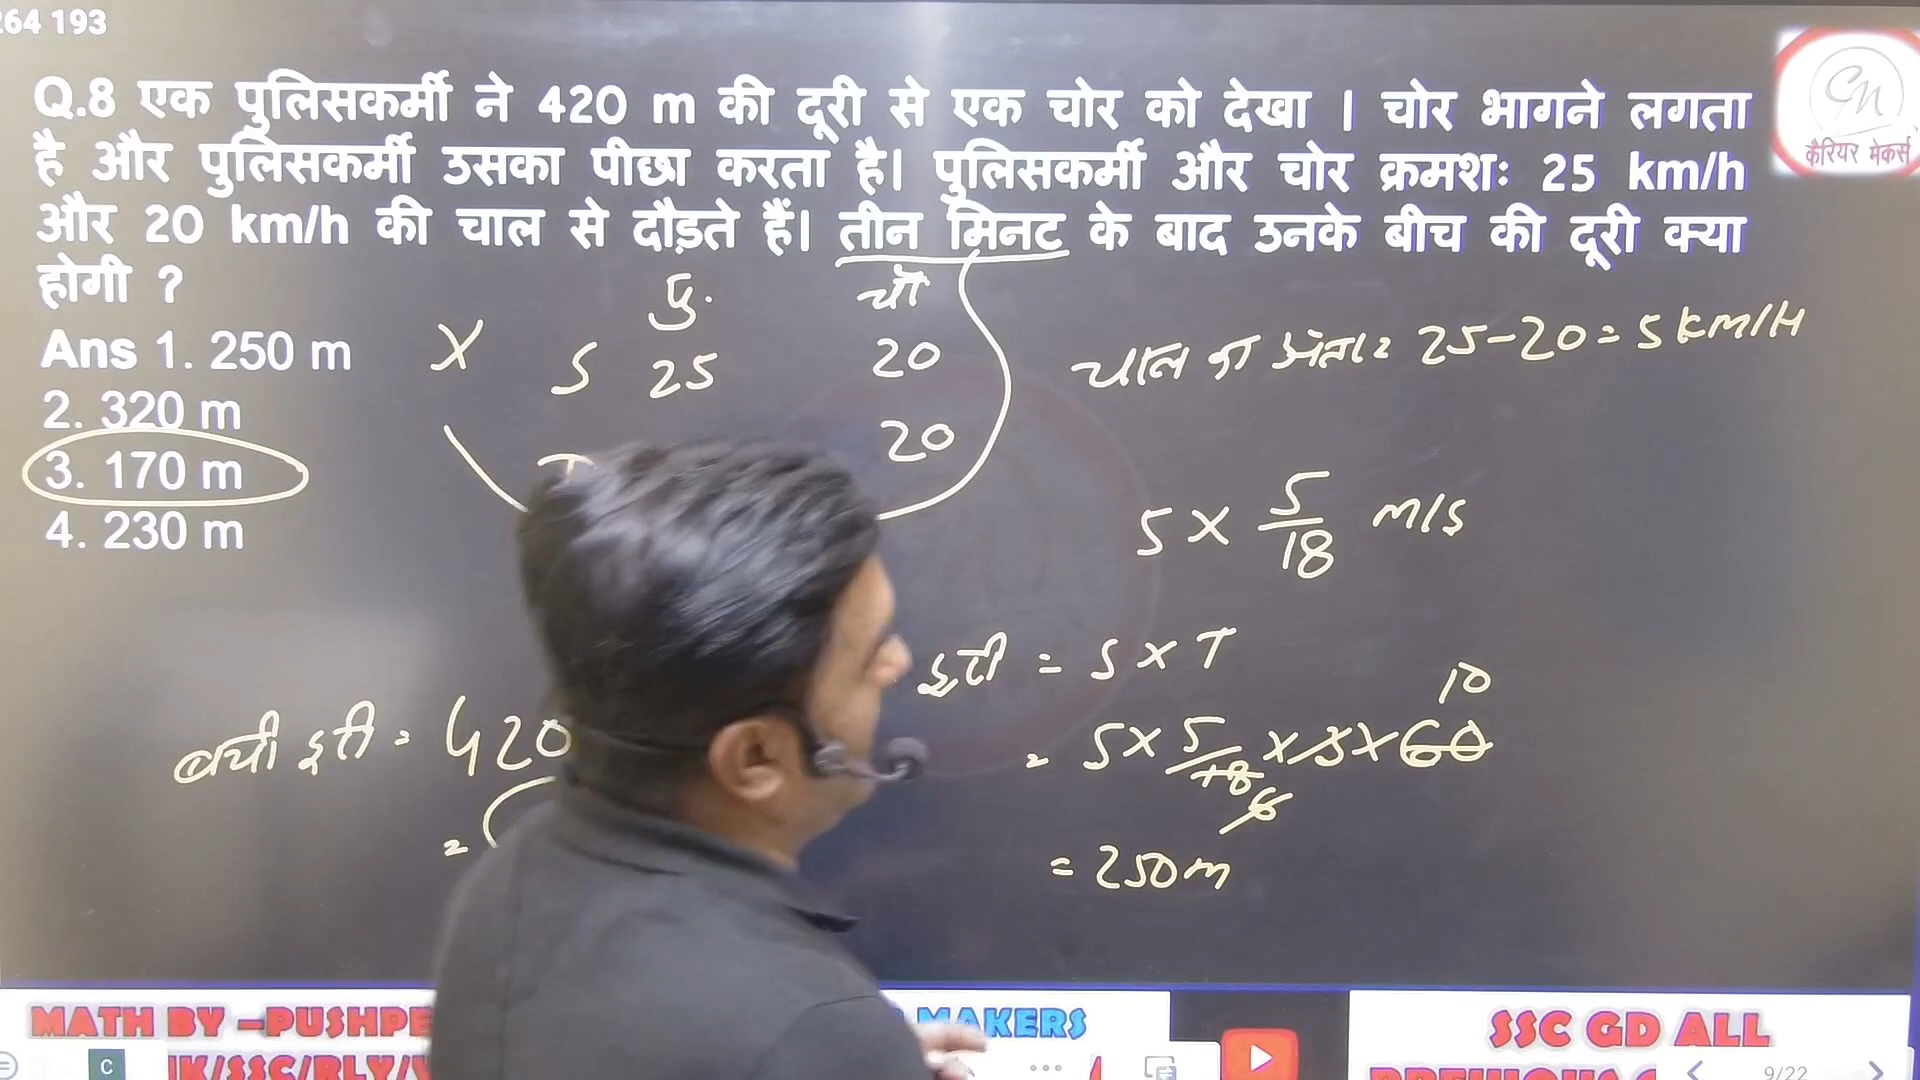 264 193
Q.8 एक पुलिसकर्मी ने 420 m की दूरी से एक चोर को देखा । चोर भागने लगता
है और पुलिसकर्मी उसका पीछा करता है। पुलिसकर्मी और चोर क्रमशः 25 km/h
और 20 km/h की चाल से दौड़ते हैं। तीन मिनट के बाद उनके बीच की दूरी क्या
होगी ?
कैरियर मेकर्स
Ans 1. 250 m
2. 320 m
3. 170 m
4. 230 m
पु. चो
X S 25 20
20
चाल का अंतर = 25-20=5 KM/H
5 × 5/18 m/s
दूरी = S × T
10
= 5 × 5/18 × 3 × 60
6
= 250m
बची दूरी = 420
=
MATH BY –PUSHPE
MAKERS
SSC GD ALL
/SSC/RLY/
9/22